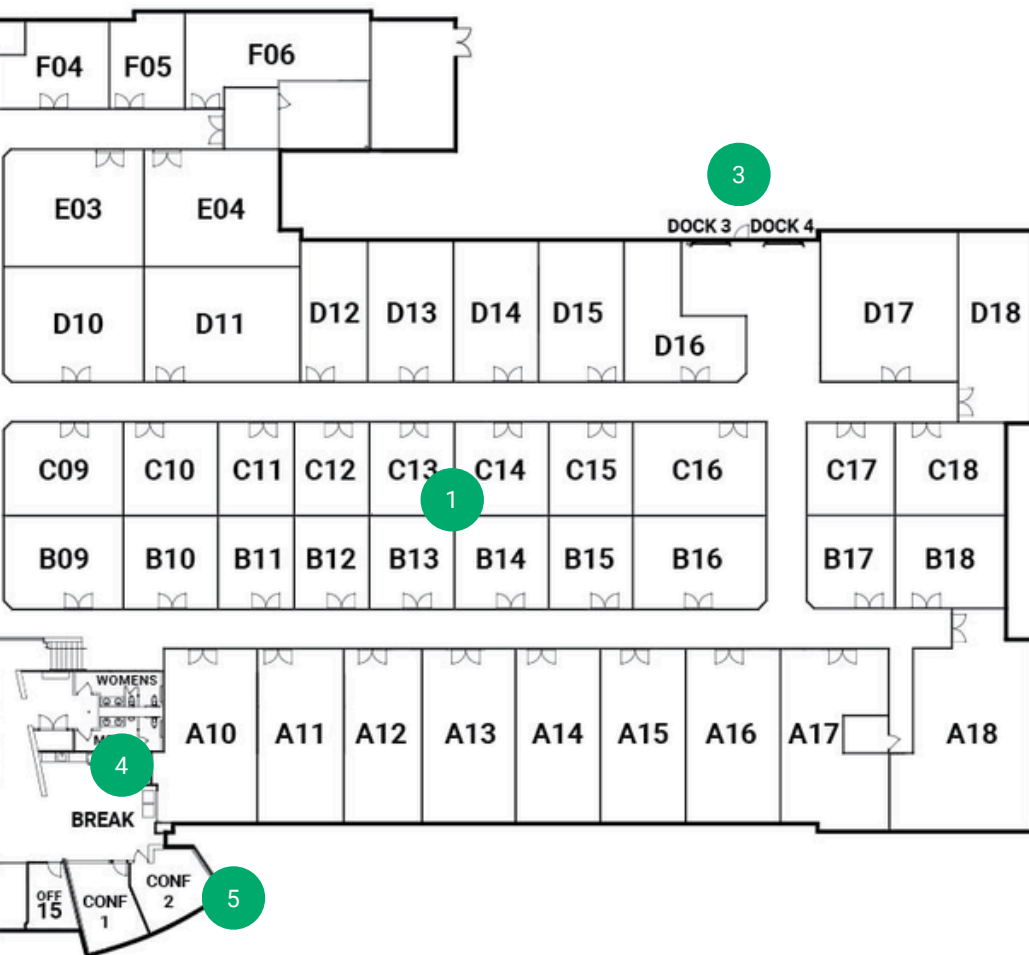 F04 F05 F06
3
E03 E04
DOCK 3 DOCK 4
D10 D11 D12 D13 D14 D15 D16 D17 D18
C09 C10 C11 C12 C13 C14 C15 C16 C17 C18
1
B09 B10 B11 B12 B13 B14 B15 B16 B17 B18
WOMENS
A10 A11 A12 A13 A14 A15 A16 A17 A18
4
BREAK
OFF
15
CONF
1
CONF
2
5